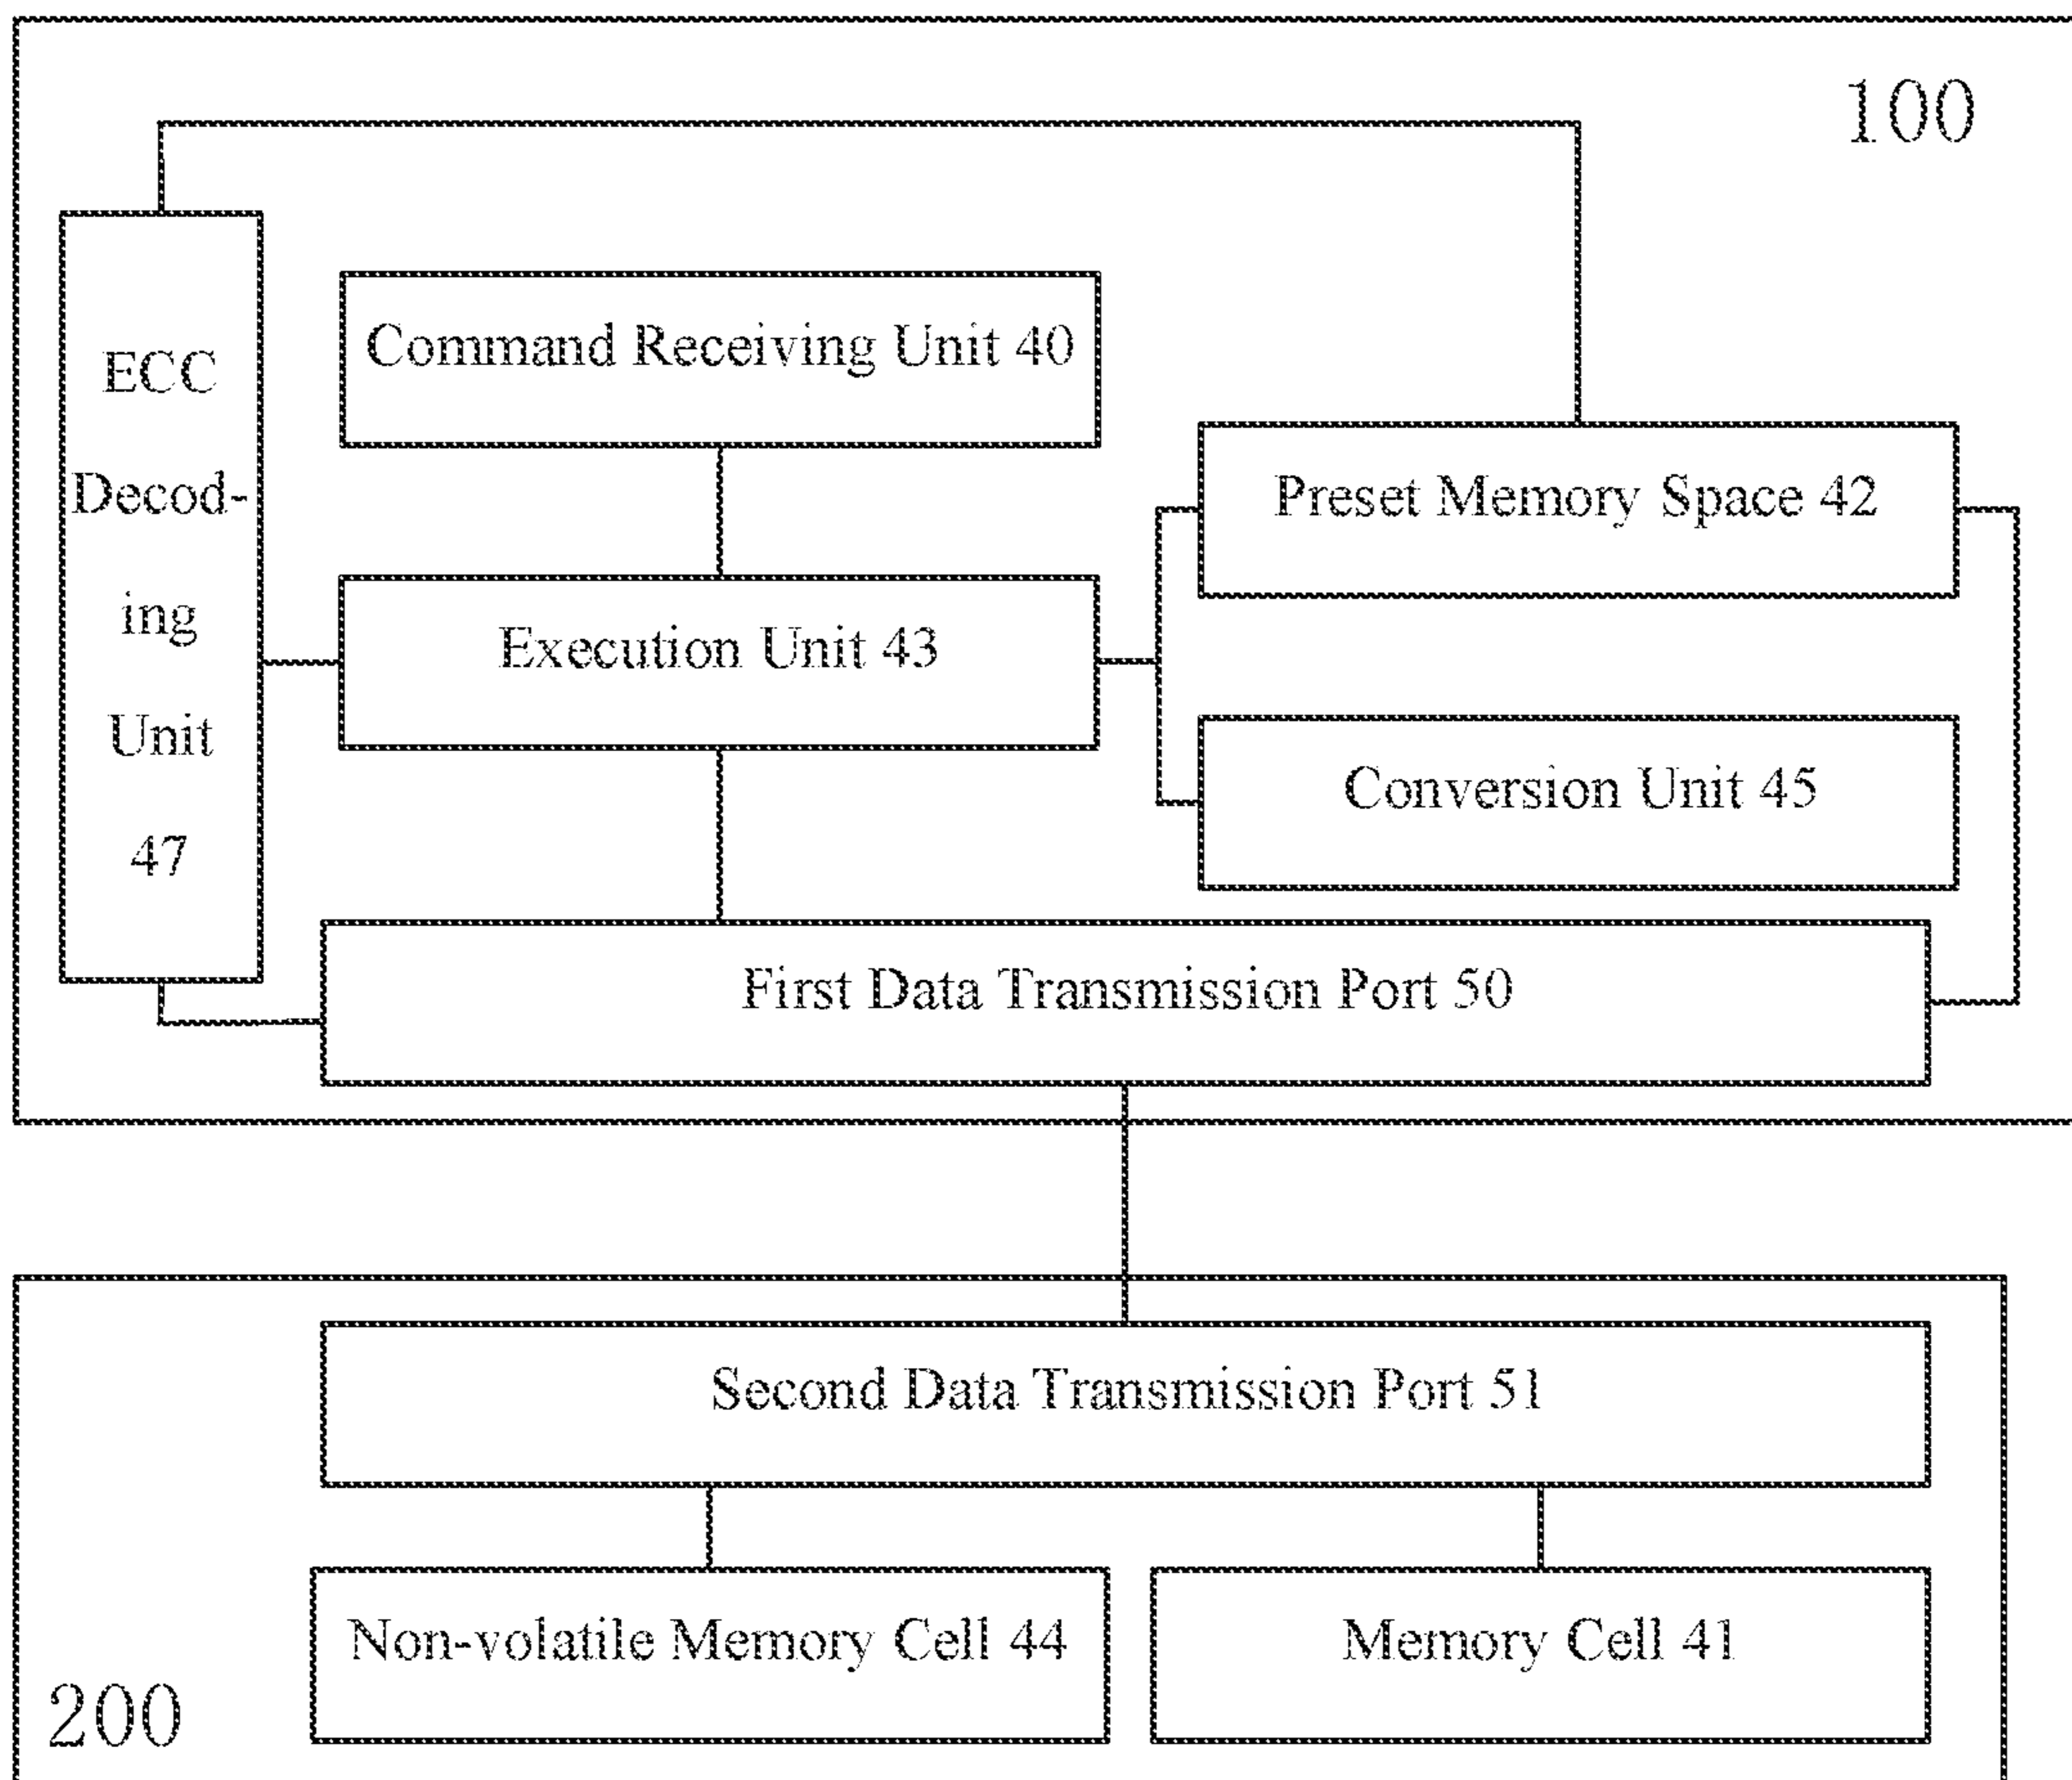 100
ECC
Decod-
ing
Unit
47
Command Receiving Unit 40
Preset Memory Space 42
Execution Unit 43
Conversion Unit 45
First Data Transmission Port 50
Second Data Transmission Port 51
Non-volatile Memory Cell 44
Memory Cell 41
200